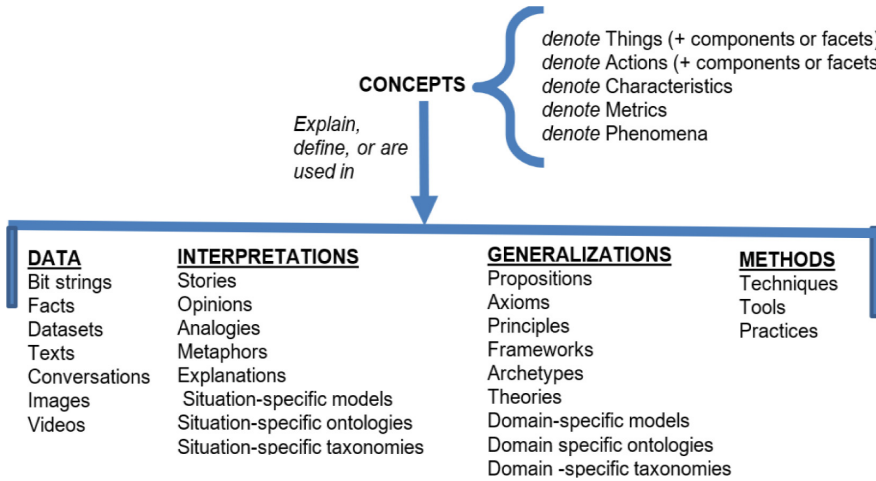 denote Things (+ components or facets)
denote Actions (+ components or facets
CONCEPTS
denote Characteristics
denote Metrics
denote Phenomena
Explain,
define, or are
used in
DATA
Bit strings
Facts
Datasets
Texts
Conversations
Images
Videos
INTERPRETATIONS
Stories
Opinions
Analogies
Metaphors
Explanations
Situation-specific models
Situation-specific ontologies
Situation-specific taxonomies
GENERALIZATIONS
Propositions
Axioms
Principles
Frameworks
Archetypes
Theories
Domain-specific models
Domain specific ontologies
Domain -specific taxonomies
METHODS
Techniques
Tools
Practices